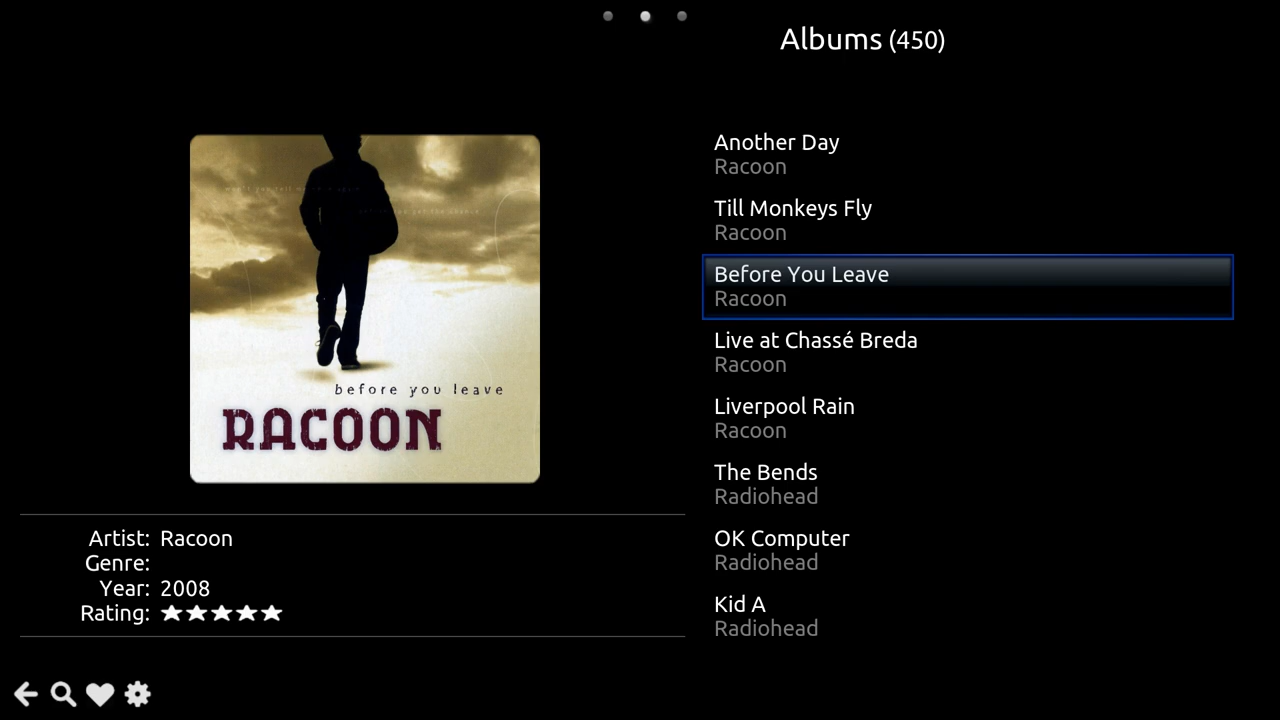 Albums (450)
before you leave
RACOON
Artist: Racoon
Genre:
Year: 2008
Rating:
Another Day
Racoon
Till Monkeys Fly
Racoon
Before You Leave
Racoon
Live at Chassé Breda
Racoon
Liverpool Rain
Racoon
The Bends
Radiohead
OK Computer
Radiohead
Kid A
Radiohead